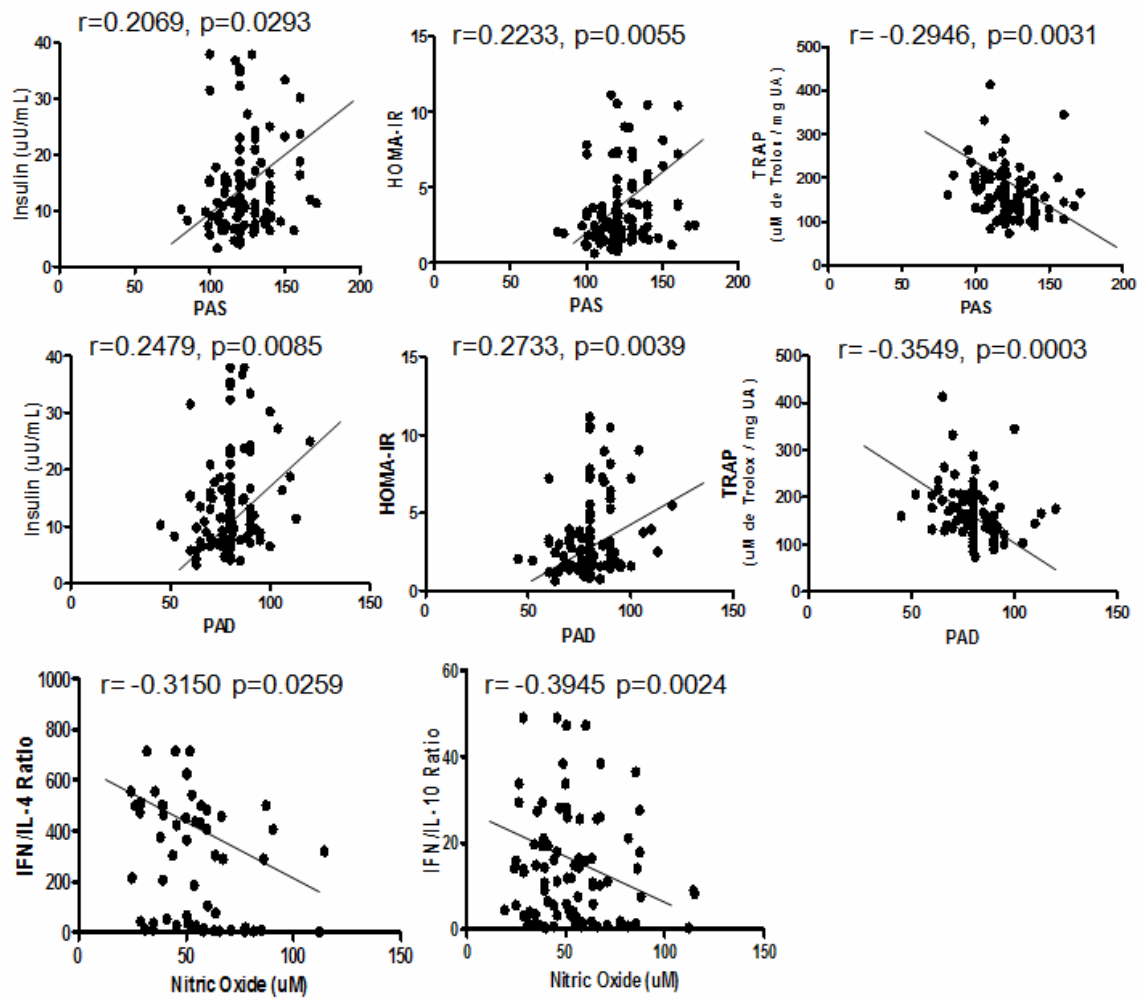 r=0.2069, p=0.0293
Insulin (uU/mL)
40
30
20
10
0
0 50 100 150 200
PAS
r=0.2233, p=0.0055
HOMA-IR
15
10
5
0
0 50 100 150 200
PAS
r= -0.2946, p=0.0031
TRAP
(uM de Trolox / mg UA)
500
400
300
200
100
0
0 50 100 150 200
PAS
r=0.2479, p=0.0085
Insulin (uU/mL)
40
30
20
10
0
0 50 100 150
PAD
r=0.2733, p=0.0039
HOMA-IR
15
10
5
0
0 50 100 150
PAD
r= -0.3549, p=0.0003
TRAP
(uM de Trolox / mg UA)
500
400
300
200
100
0
0 50 100 150
PAD
r= -0.3150 p=0.0259
IFN/IL-4 Ratio
1000
800
600
400
200
0
0 50 100 150
Nitric Oxide (uM)
r= -0.3945 p=0.0024
IFN/IL-10 Ratio
60
40
20
0
0 50 100 150
Nitric Oxide (uM)